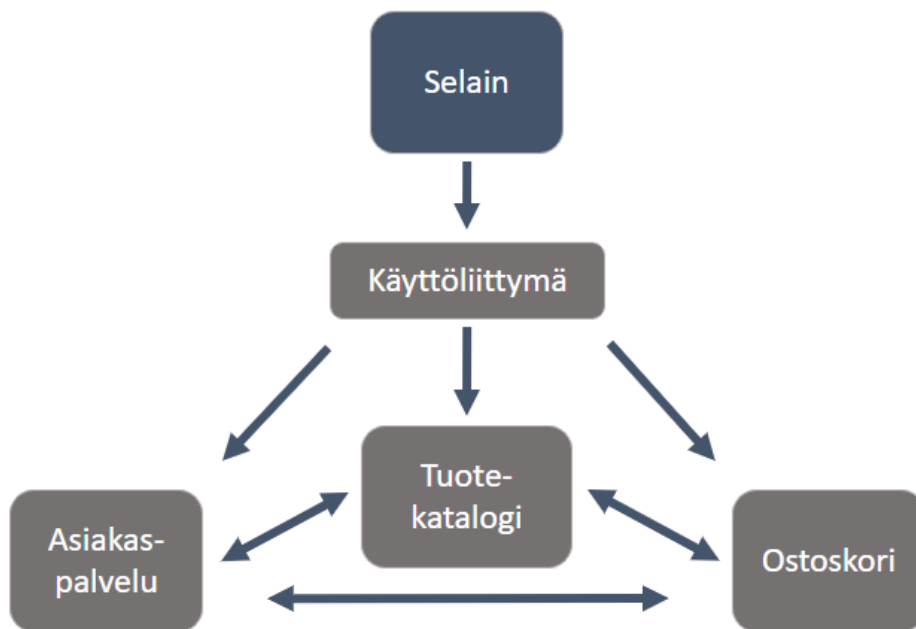 Selain
Käyttöliittymä
Tuote-
katalogi
Asiakas-
palvelu
Ostoskori